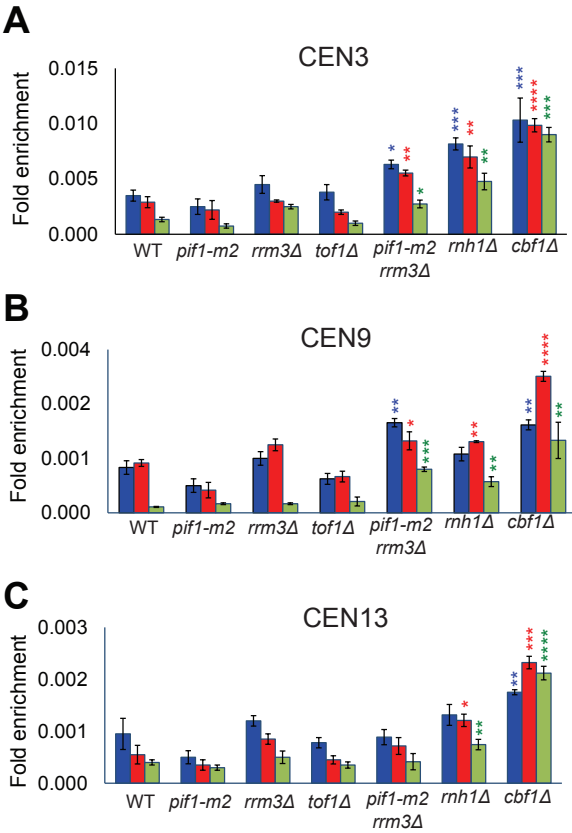 A
CEN3
Fold enrichment
0.015
0.010
0.005
0.000
* ** * *** ** ** *** **** ***
WT pif1-m2 rrm3Δ tof1Δ pif1-m2 rnh1Δ cbf1Δ
rrm3Δ
B
CEN9
Fold enrichment
0.004
0.002
0.001
0.000
** * *** ** ** ** **** **
WT pif1-m2 rrm3Δ tof1Δ pif1-m2 rnh1Δ cbf1Δ
rrm3Δ
C
CEN13
Fold enrichment
0.003
0.002
0.001
0.000
* ** ** *** ****
WT pif1-m2 rrm3Δ tof1Δ pif1-m2 rnh1Δ cbf1Δ
rrm3Δ